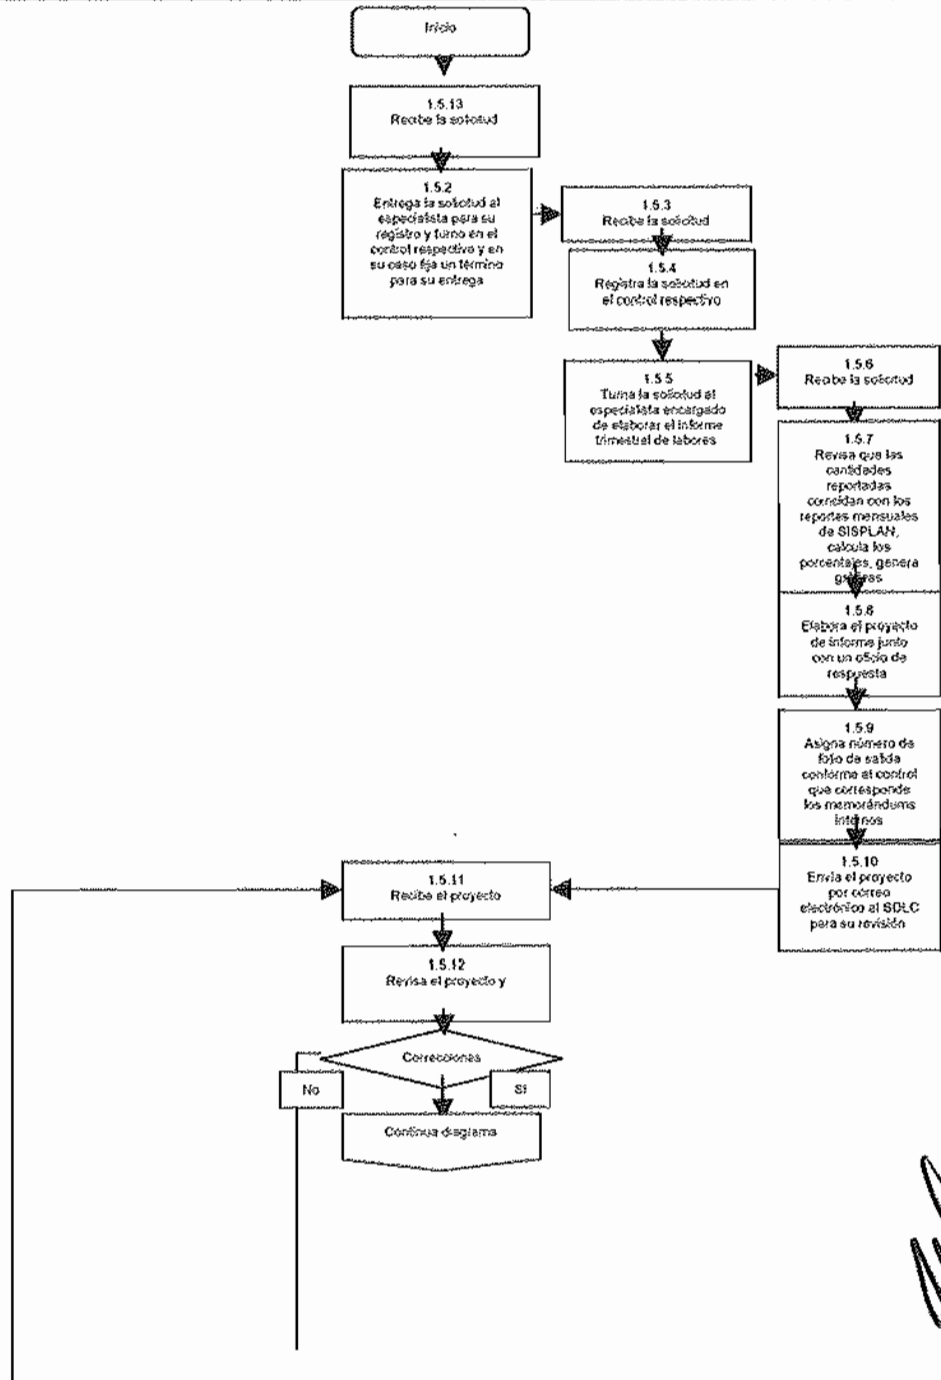 Inicio
1.5.13
Recibe la solicitud
1.5.2
Entrega la solicitud al
especialista para su
registro y turno en el
control respectivo y en
su caso fija un término
para su entrega
1.5.3
Recibe la solicitud
1.5.4
Registra la solicitud en
el control respectivo
1.5.5
Turna la solicitud al
especialista encargado
de elaborar el informe
trimestral de labores
1.5.6
Recibe la solicitud
1.5.7
Revisa que las
cantidades
reportadas
coincidan con los
reportes mensuales
de SISPLAN,
calcula los
porcentajes, genera
gráficas
1.5.8
Elabora el proyecto
de informe junto
con un oficio de
respuesta
1.5.9
Asigna número de
folio de salida
conforme al control
que corresponde
los memorándums
internos
1.5.10
Envía el proyecto
por correo
electrónico al SDLC
para su revisión
1.5.11
Recibe el proyecto
1.5.12
Revisa el proyecto y
Correcciones
No
Si
Continua diagrama